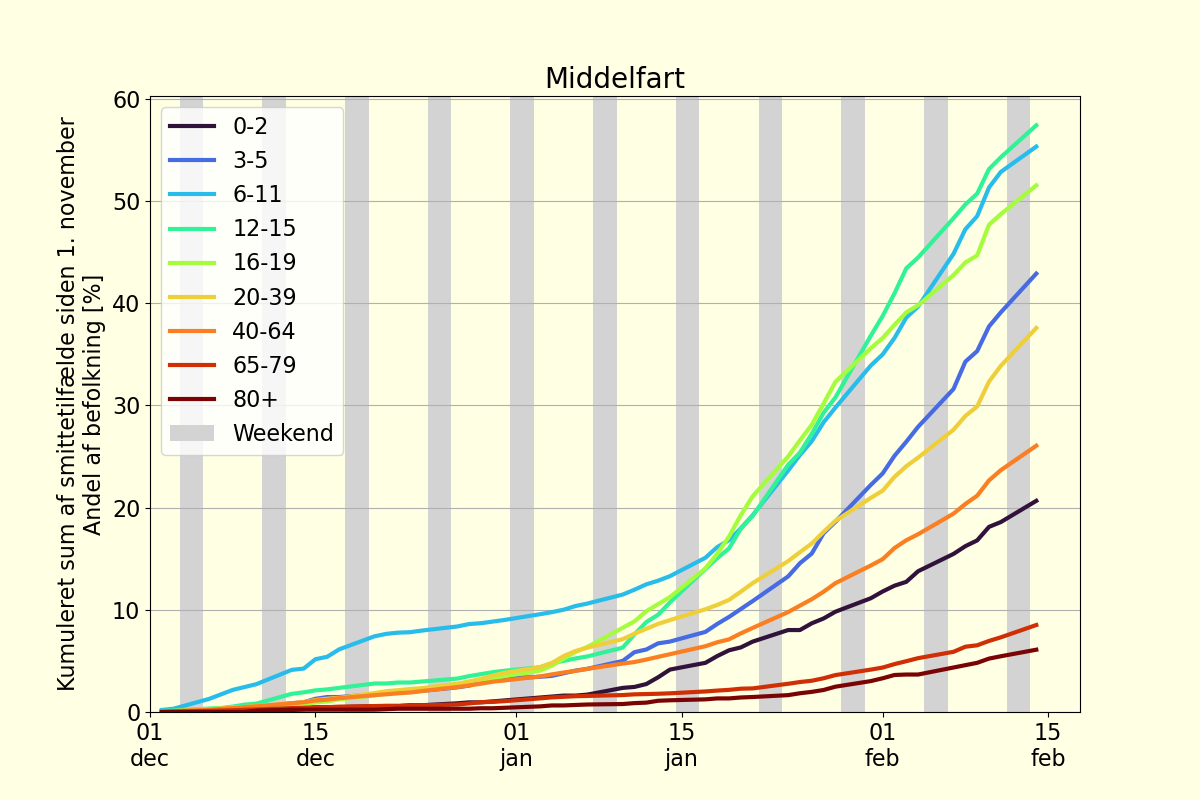 Middelfart
Kumuleret sum af smittetilfælde siden 1. november
Andel af befolkning [%]
60
50
40
30
20
10
0
0-2
3-5
6-11
12-15
16-19
20-39
40-64
65-79
80+
Weekend
01
dec
15
dec
01
jan
15
jan
01
feb
15
feb